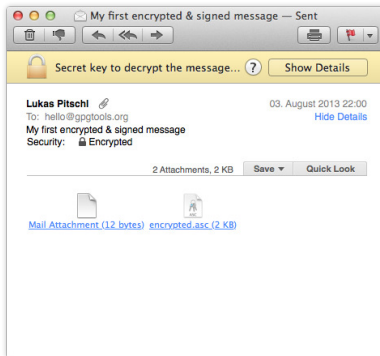 My first encrypted & signed message — Sent
Secret key to decrypt the message... ? Show Details
Lukas Pitschl 03. August 2013 22:00
To: hello@gpgtools.org Hide Details
My first encrypted & signed message
Security: Encrypted
2 Attachments, 2 KB Save Quick Look
Mail Attachment (12 bytes) encrypted.asc (2 KB)